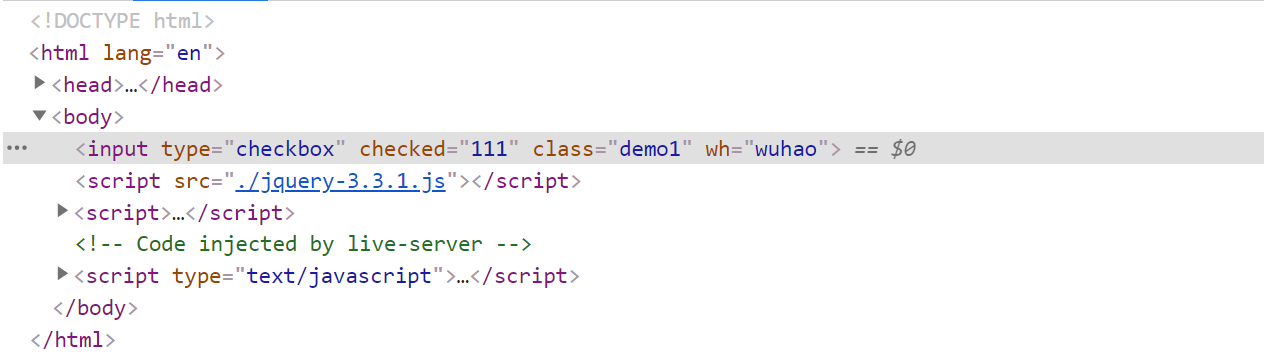 <!DOCTYPE html>
<html lang="en">
<head>…</head>
<body>
<input type="checkbox" checked="111" class="demo1" wh="wuhao"> == $0
<script src="./jquery-3.3.1.js"></script>
<script>…</script>
<!-- Code injected by live-server -->
<script type="text/javascript">…</script>
</body>
</html>